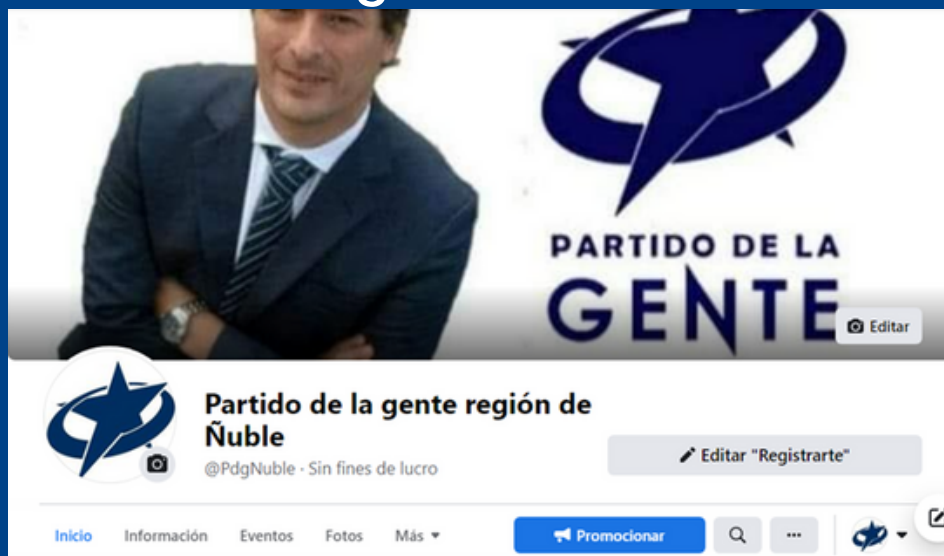 PARTIDO DE LA
GENTE
Editar
Partido de la gente región de
Ñuble
@PdgNuble · Sin fines de lucro
Editar "Registrarte"
Inicio Información Eventos Fotos Más Promocionar